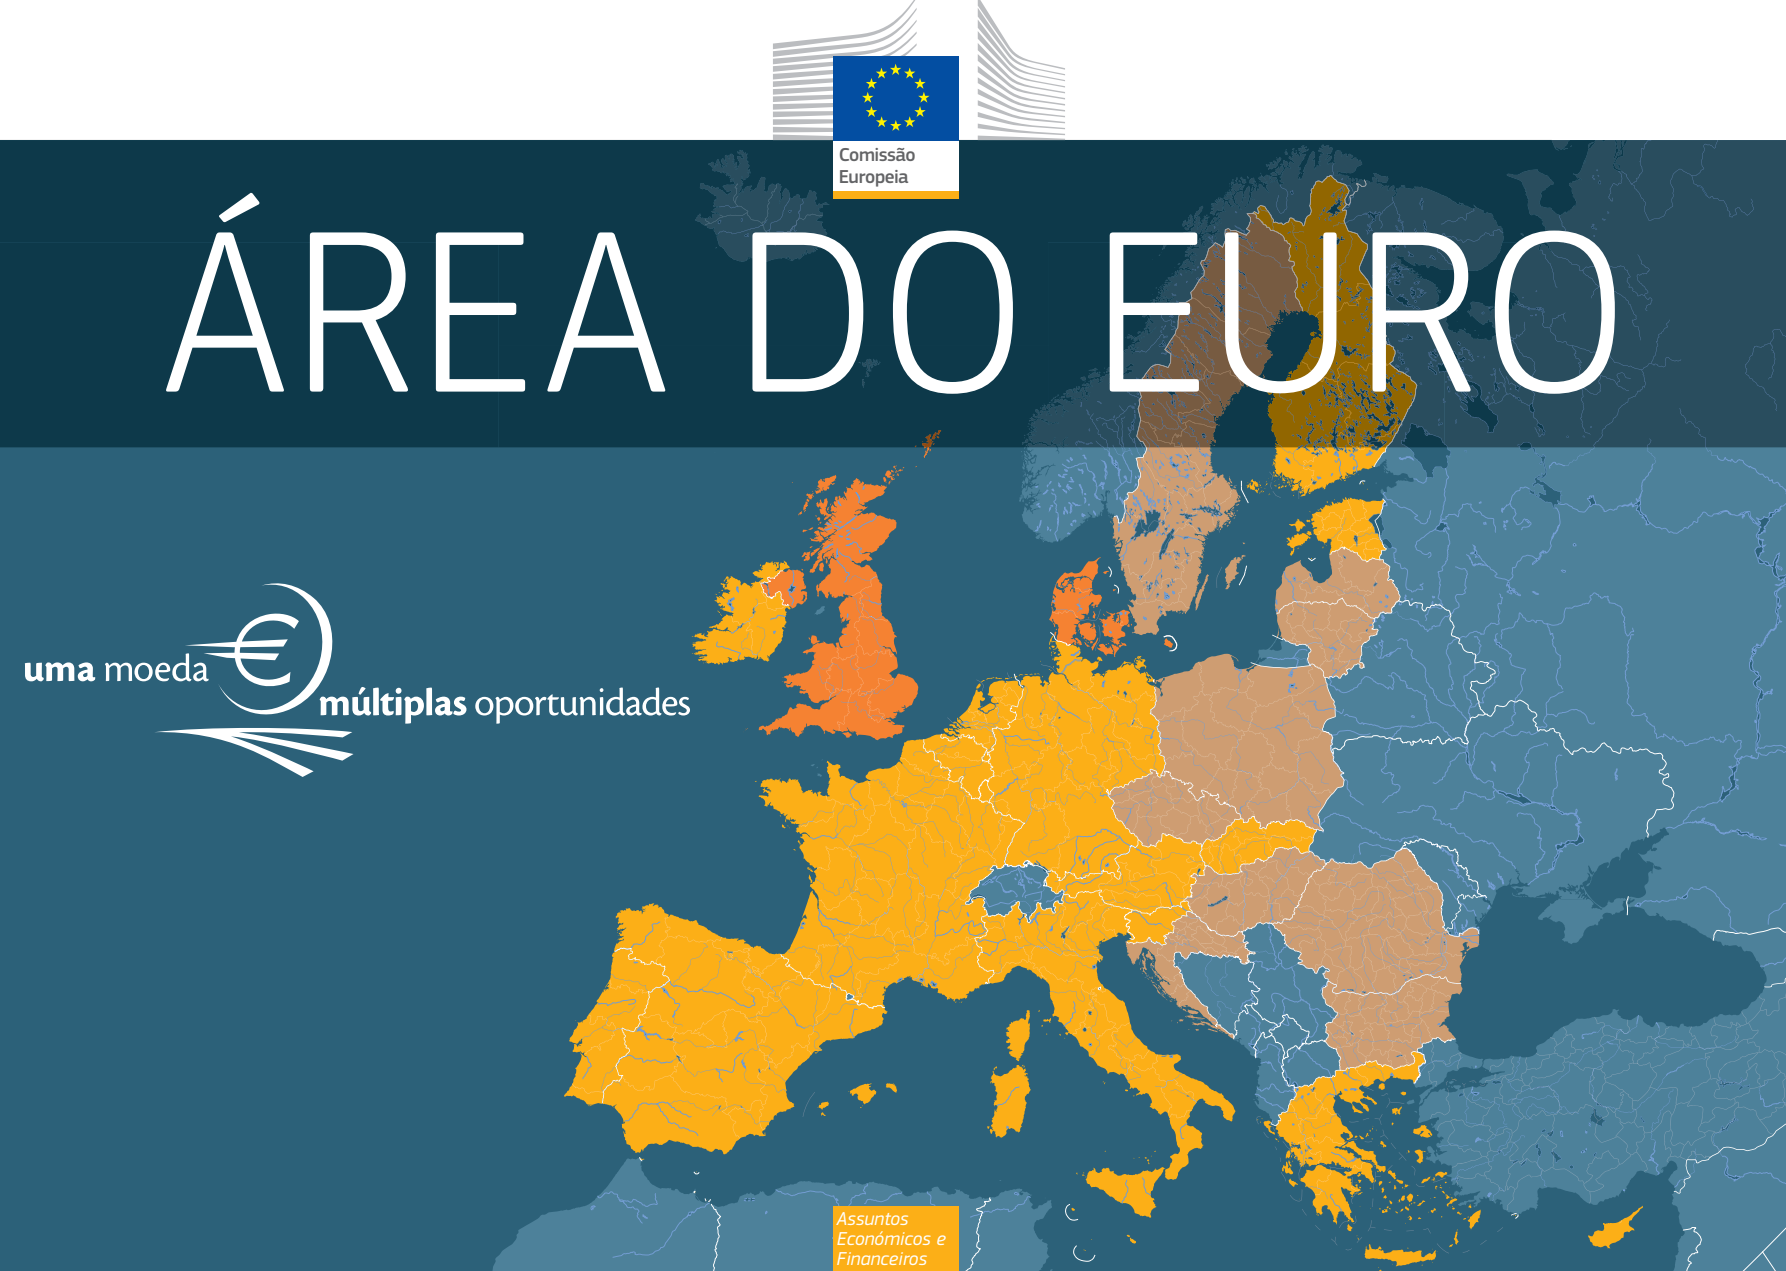 Comissão
Europeia
ÁREA DO EURO
uma moeda €
múltiplas oportunidades
Assuntos
Económicos e
Financeiros